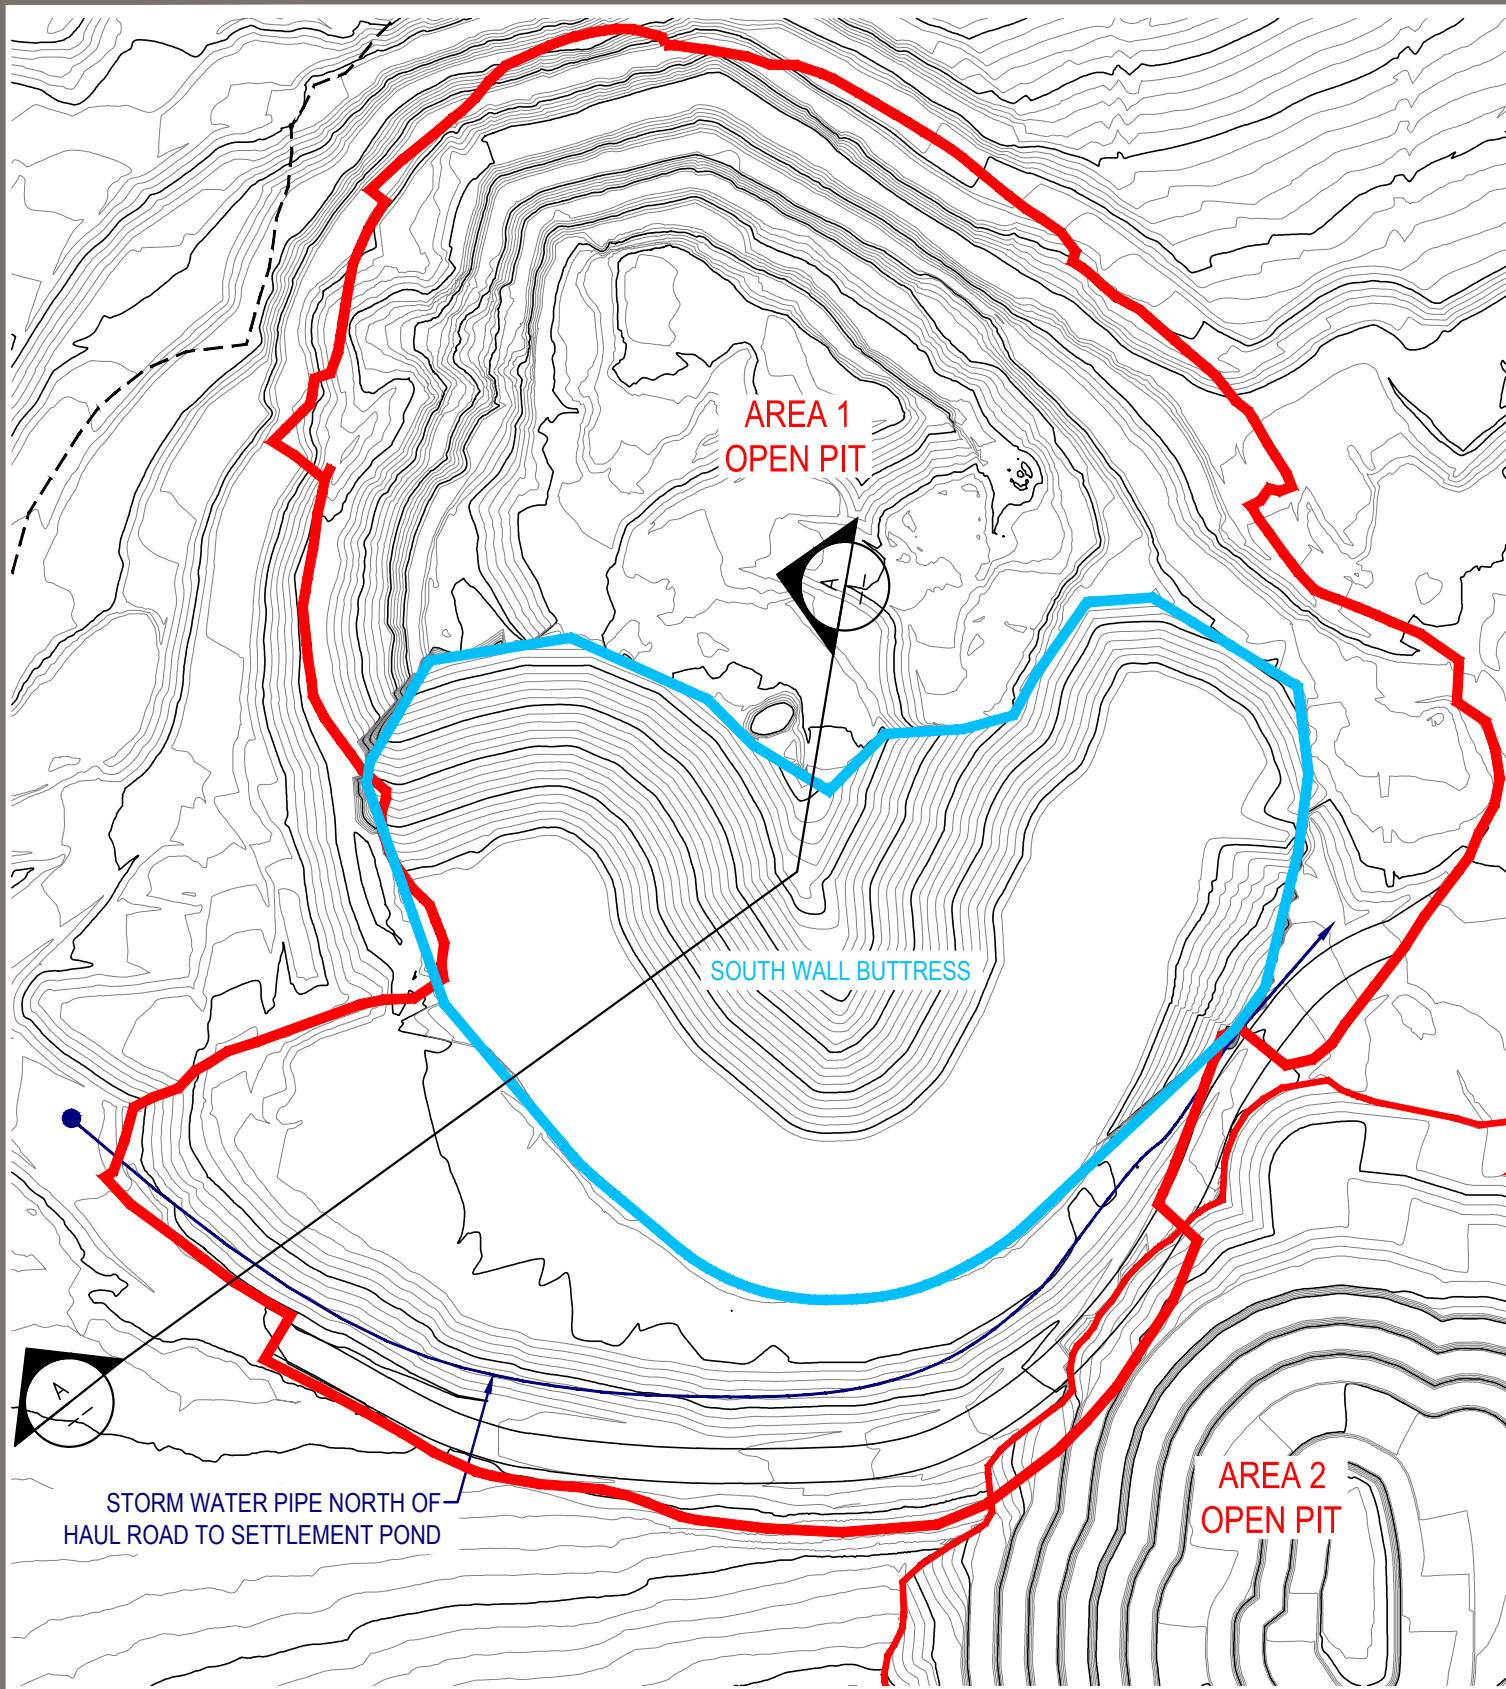 AREA 1
OPEN PIT
A
SOUTH WALL BUTTRESS
A
STORM WATER PIPE NORTH OF
HAUL ROAD TO SETTLEMENT POND
AREA 2
OPEN PIT